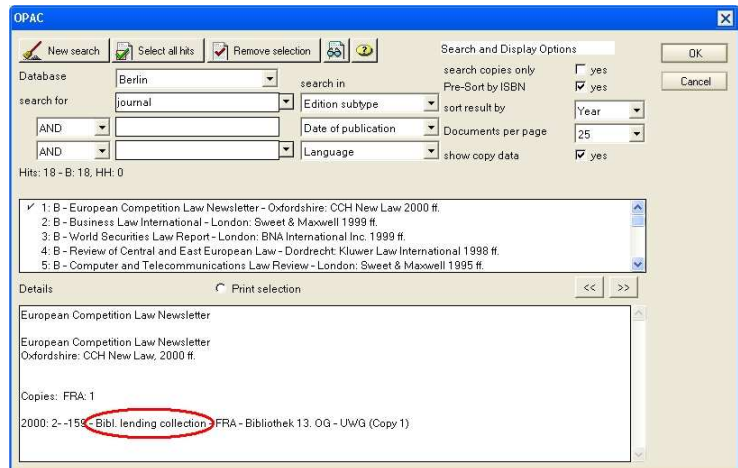 OPAC
New search
Select all hits
Remove selection
Search and Display Options
OK
Cancel
Database
Berlin
search in
search copies only
yes
Pre-Sort by ISBN
yes
search for
journal
Edition subtype
sort result by
Year
AND
Date of publication
Documents per page
25
AND
Language
show copy data
yes
Hits: 18 - B: 18, HH: 0
1: B - European Competition Law Newsletter - Oxfordshire: CCH New Law 2000 ff.
2: B - Business Law International - London: Sweet & Maxwell 1999 ff.
3: B - World Securities Law Report - London: BNA International Inc. 1999 ff.
4: B - Review of Central and East European Law - Dordrecht: Kluwer Law International 1998 ff.
5: B - Computer and Telecommunications Law Review - London: Sweet & Maxwell 1995 ff.
Details
Print selection
<<
>>
European Competition Law Newsletter
European Competition Law Newsletter
Oxfordshire: CCH New Law, 2000 ff.
Copies: FRA: 1
2000: 2- -159 - Bibl. lending collection - FRA - Bibliothek 13. OG - UWG (Copy 1)